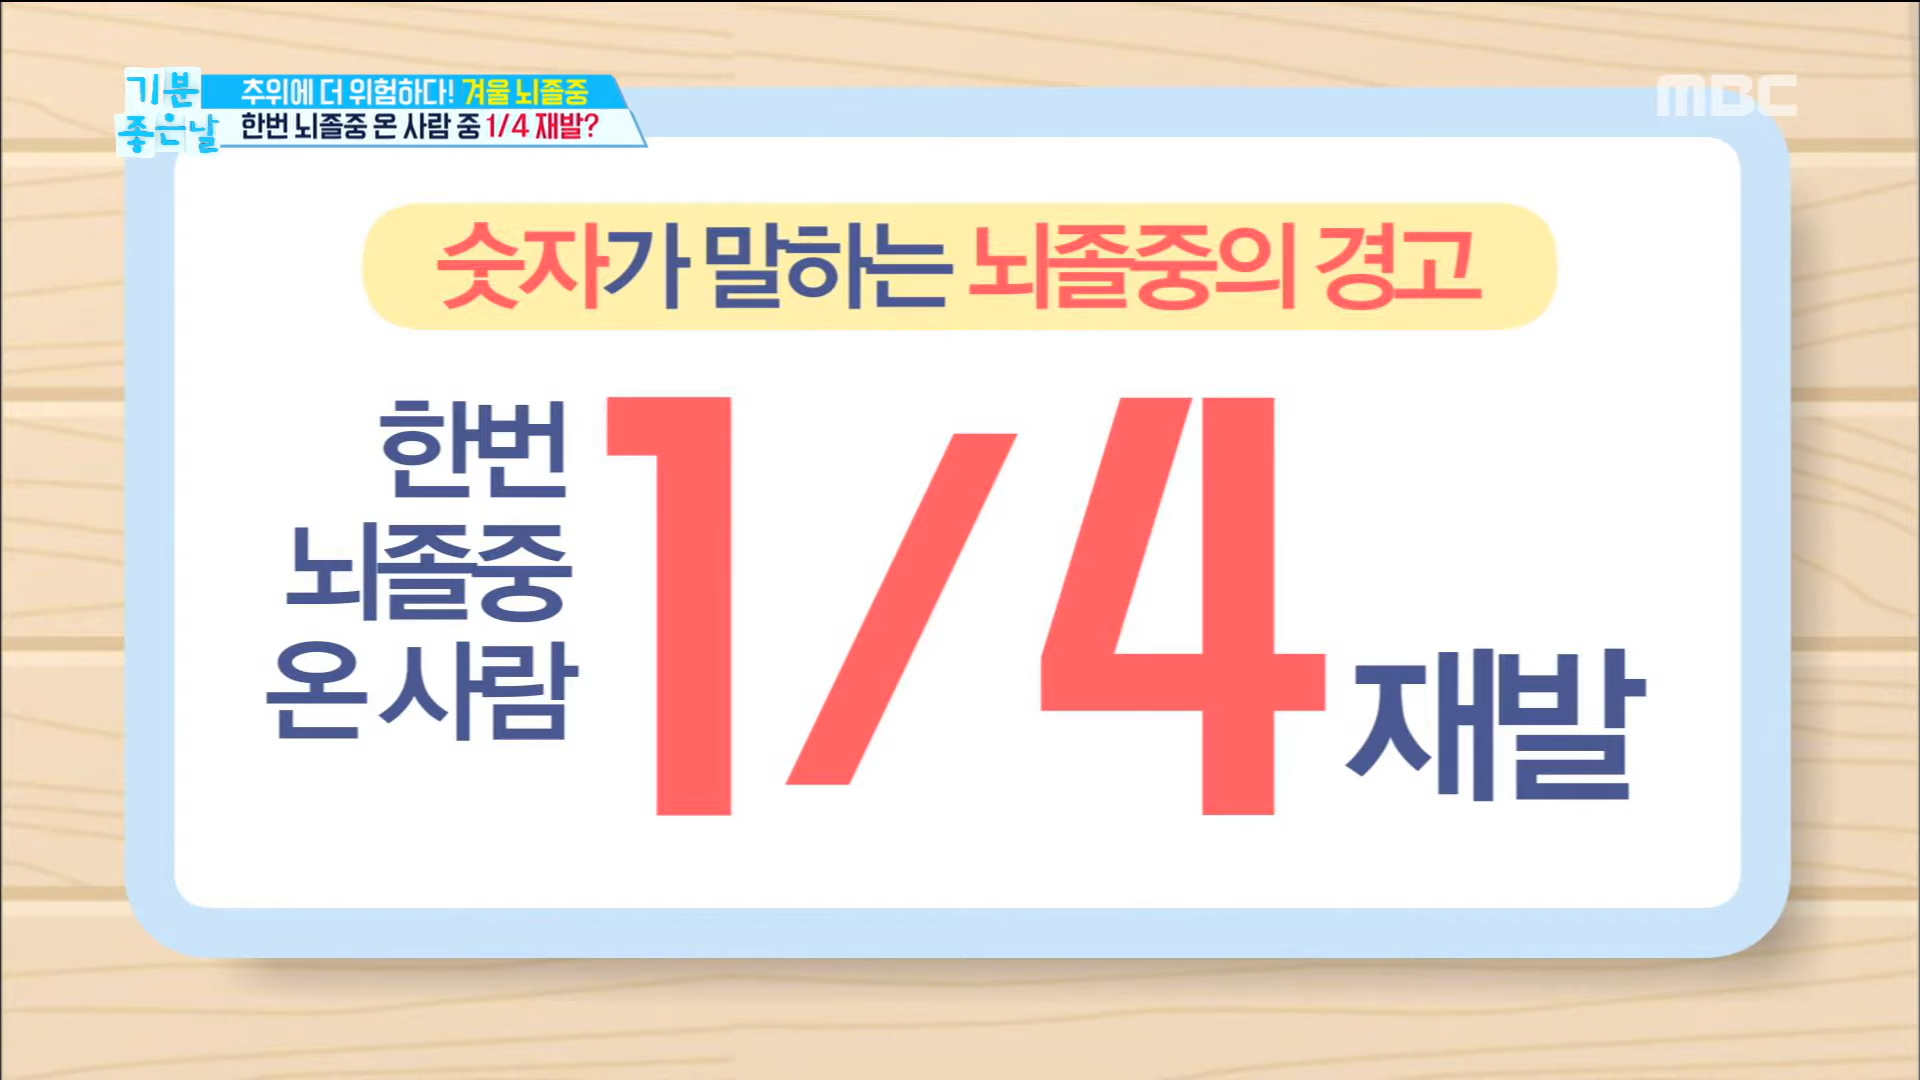 기분
좋은날
추위에 더 위험하다! 겨울 뇌졸중
한번 뇌졸중 온 사람 중 1/4 재발?
MBC
숫자가 말하는 뇌졸중의 경고
한번
뇌졸중
온 사람
1/4
재발